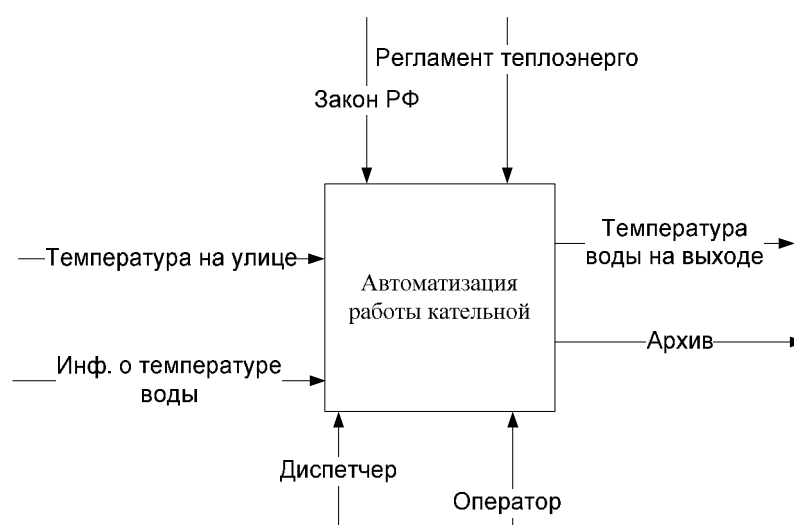 Регламент теплоэнерго
Закон РФ
Температура
воды на выходе
Температура на улице
Автоматизация
работы кательной
Архив
Инф. о температуре
воды
Диспетчер
Оператор